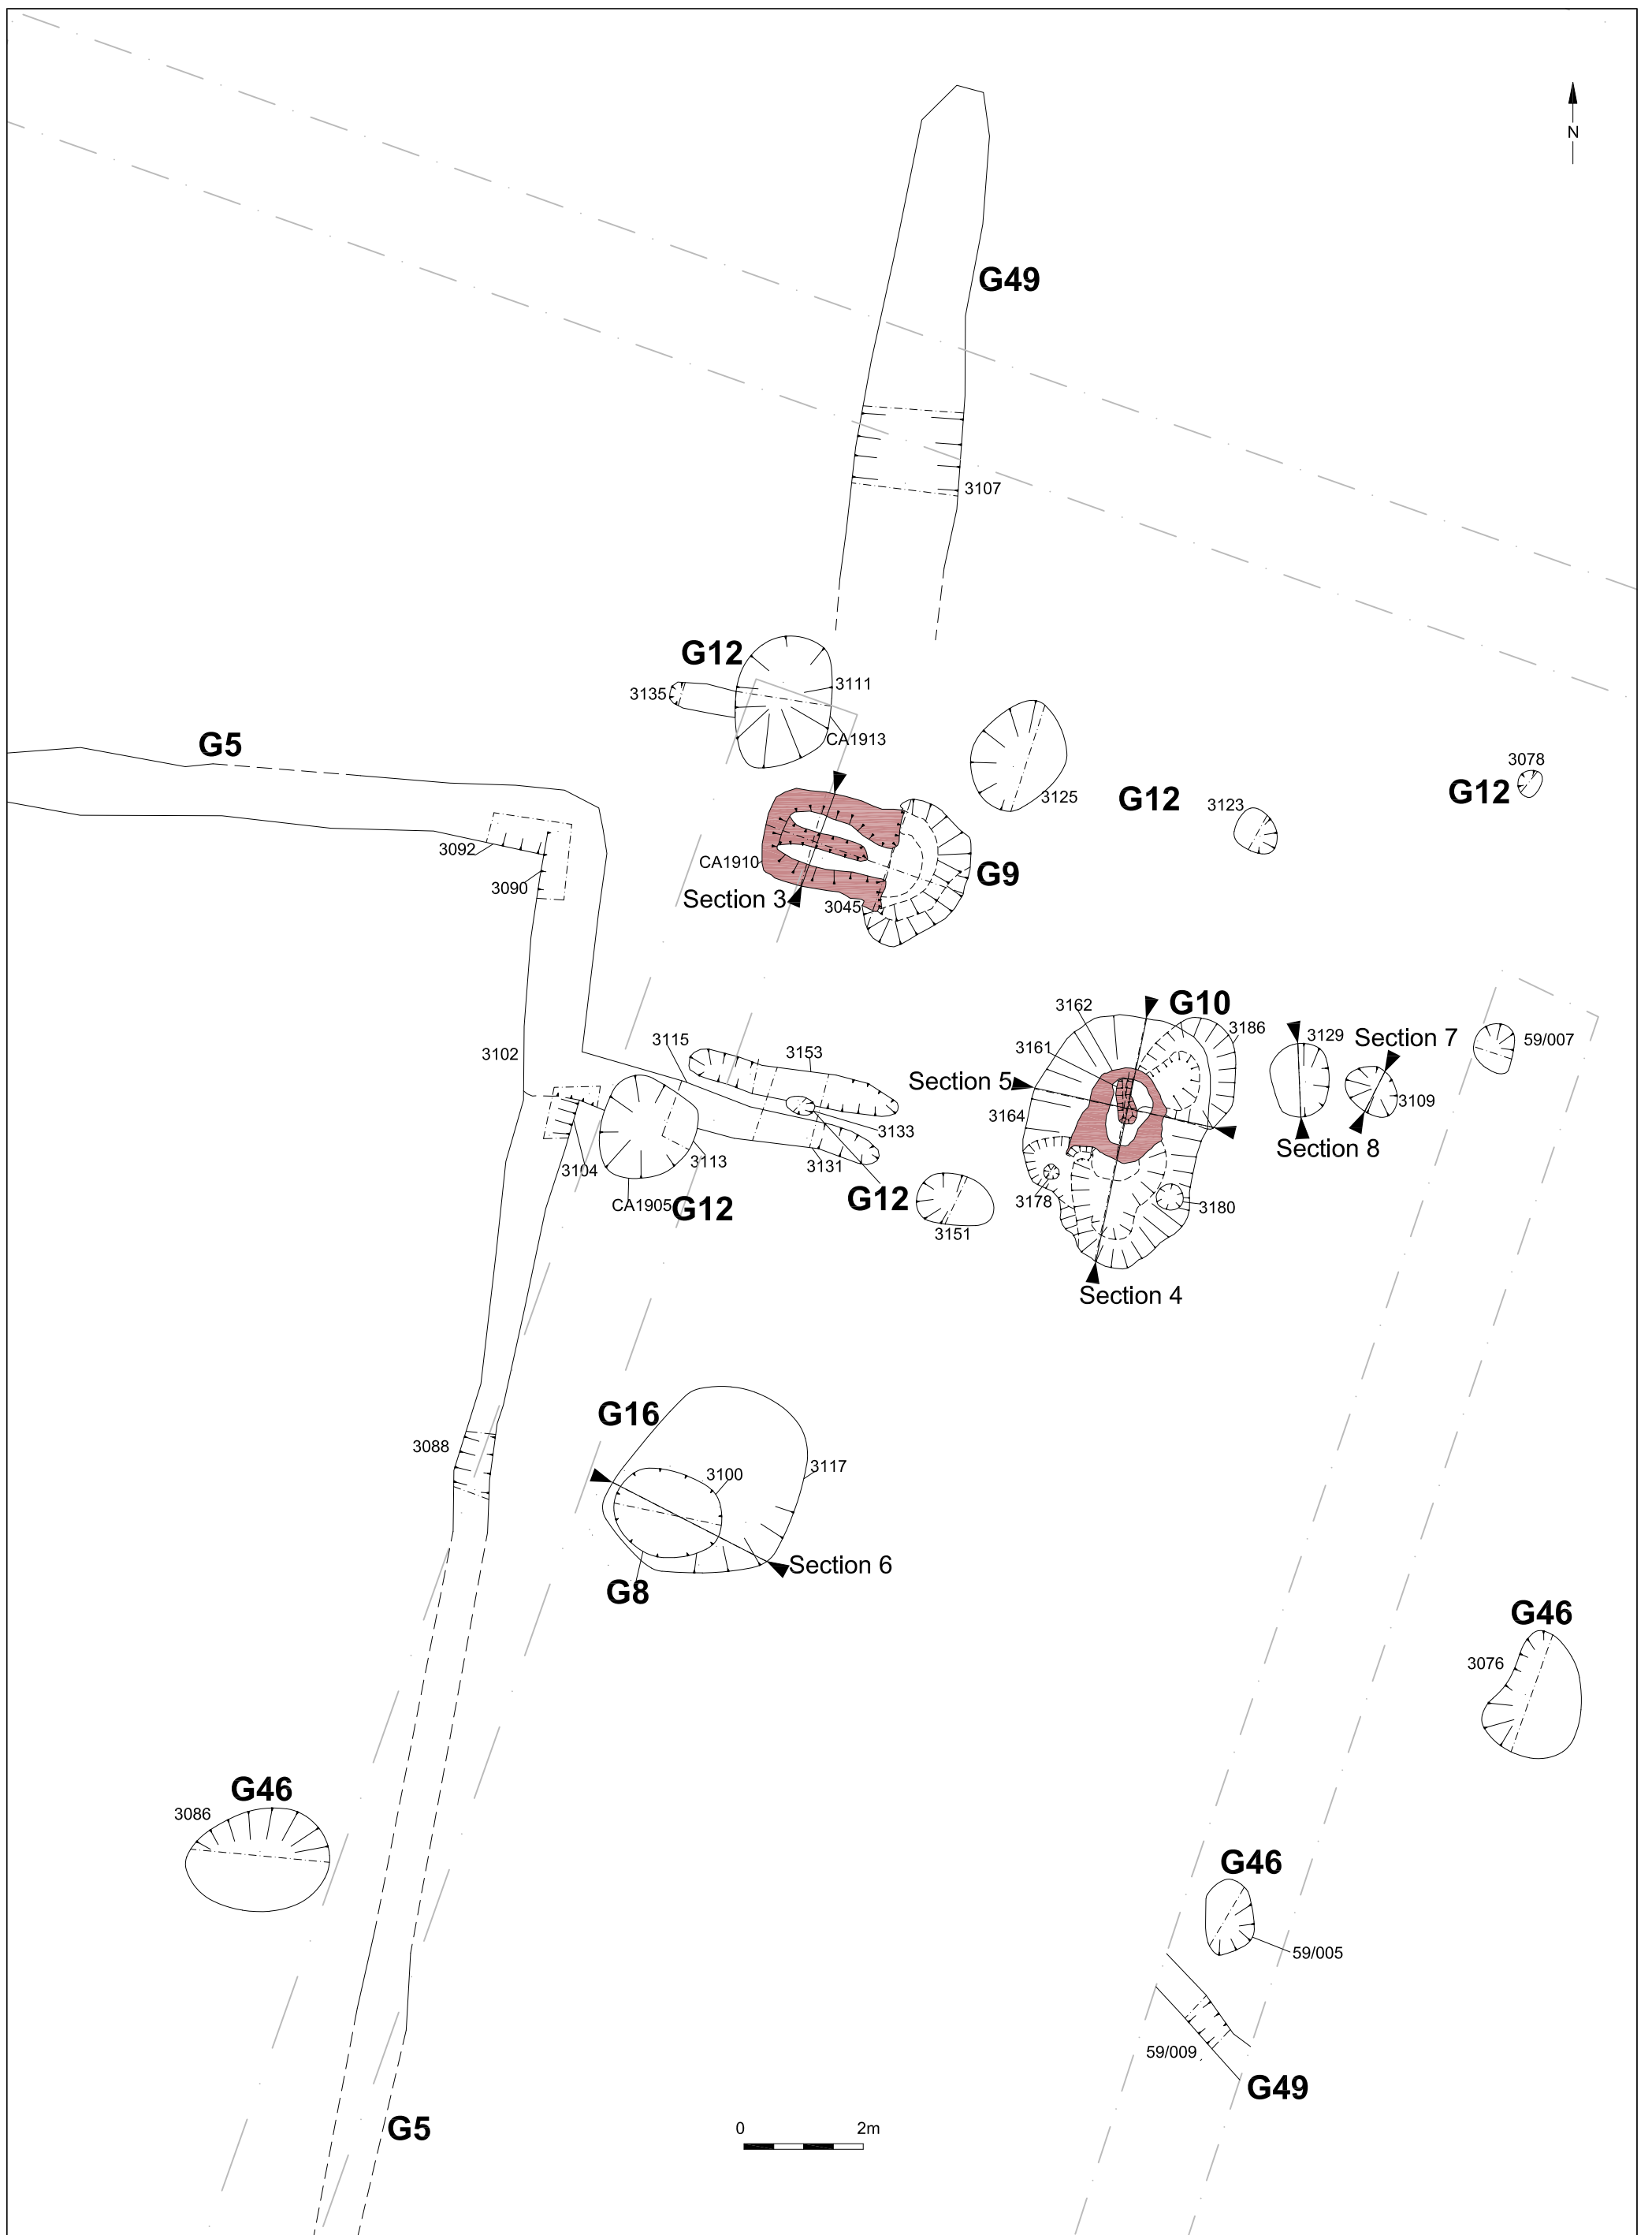 N
G49
3107
G12
3135
3111
CA1913
G5
3125
G12
3123
3078
G12
3092
3090
CA1910
Section 3
3045
G9
3102
3115
3153
3162
G10
3186
3161
Section 5
3164
3129
Section 7
59/007
3109
Section 8
3133
3131
3104
3113
CA1905
G12
G12
3151
3178
3180
Section 4
3088
G16
3100
3117
Section 6
G8
G46
3076
G46
3086
G46
59/005
59/009
G49
G5
0 2m